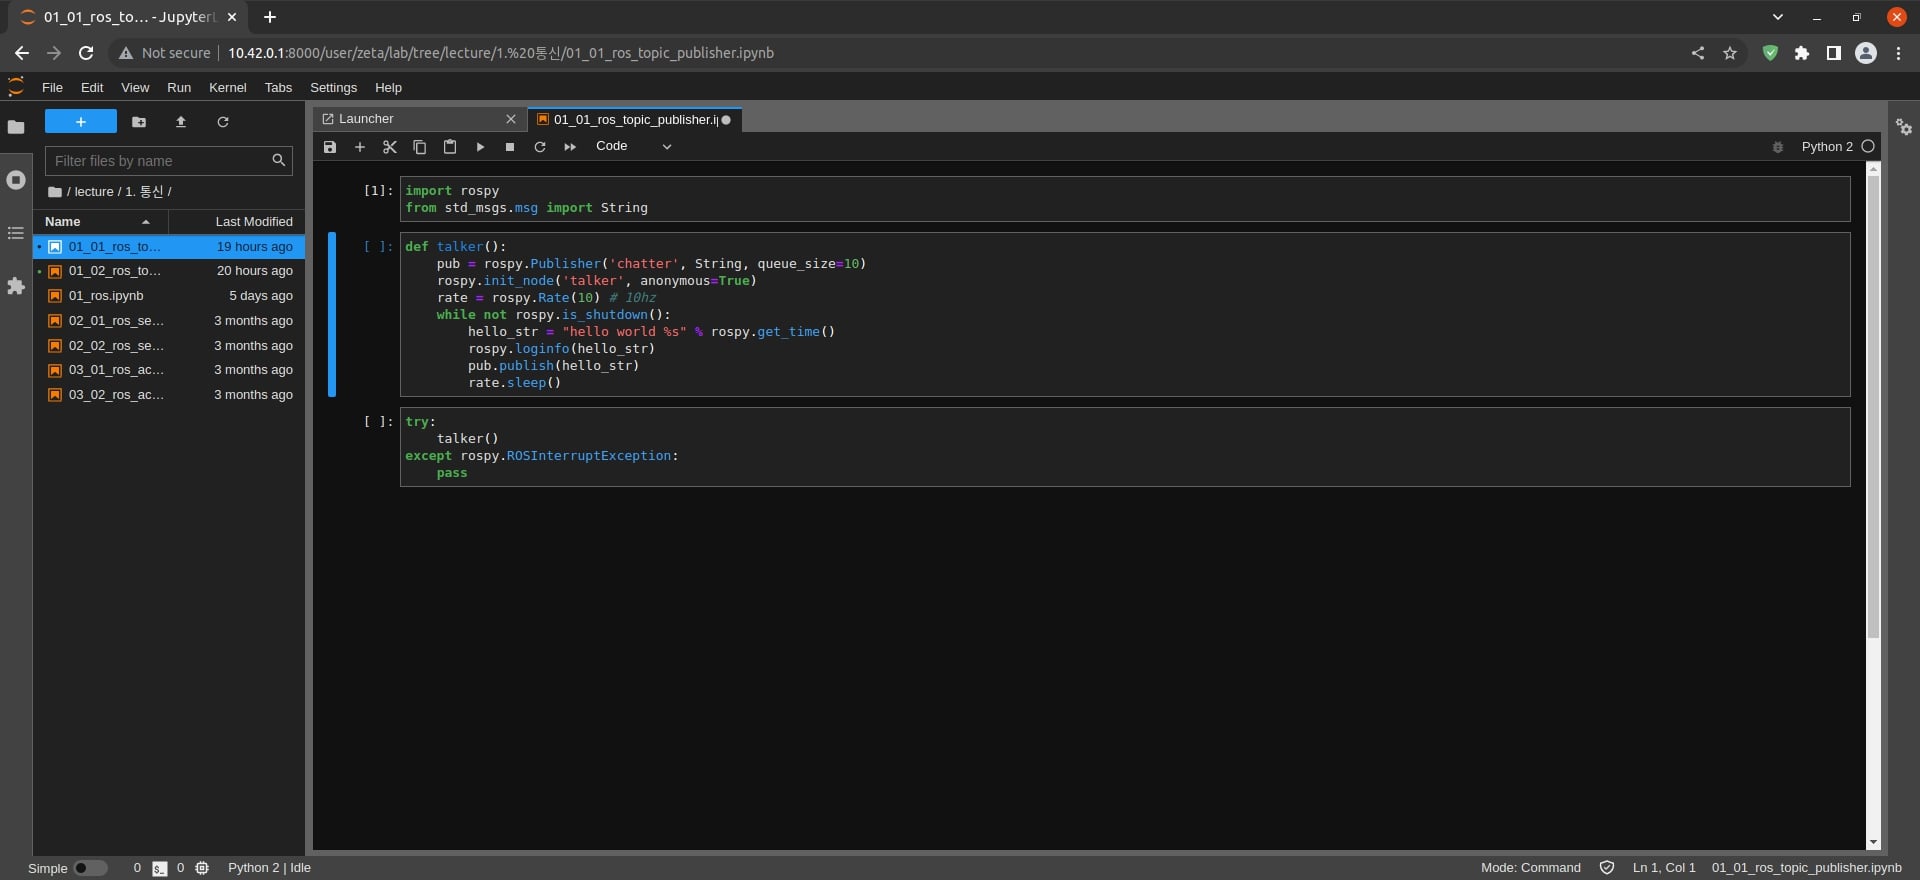 01_01_ros_to… - JupyterL
Not secure
10.42.0.1:8000/user/zeta/lab/tree/lecture/1.%20통신/01_01_ros_topic_publisher.ipynb
File Edit View Run Kernel Tabs Settings Help
Launcher
01_01_ros_topic_publisher.i
Code
Python 2
Filter files by name
/ lecture / 1. 통신 /
Name Last Modified
01_01_ros_to… 19 hours ago
01_02_ros_to… 20 hours ago
01_ros.ipynb 5 days ago
02_01_ros_se… 3 months ago
02_02_ros_se… 3 months ago
03_01_ros_ac… 3 months ago
03_02_ros_ac… 3 months ago
[1]: import rospy
from std_msgs.msg import String
[ ]: def talker():
    pub = rospy.Publisher('chatter', String, queue_size=10)
    rospy.init_node('talker', anonymous=True)
    rate = rospy.Rate(10) # 10hz
    while not rospy.is_shutdown():
        hello_str = "hello world %s" % rospy.get_time()
        rospy.loginfo(hello_str)
        pub.publish(hello_str)
        rate.sleep()
[ ]: try:
    talker()
except rospy.ROSInterruptException:
    pass
Simple 0 $_ 0 Python 2 | Idle
Mode: Command Ln 1, Col 1 01_01_ros_topic_publisher.ipynb